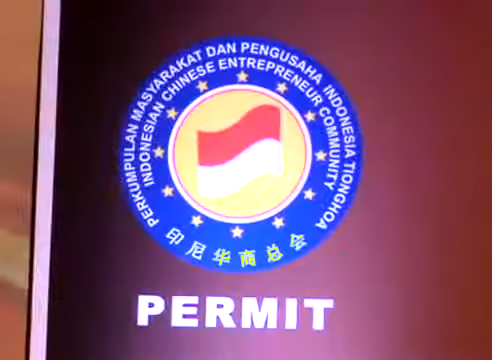 PERKUMPULAN MASYARAKAT DAN PENGUSAHA INDONESIA TIONGHOA
INDONESIAN CHINESE ENTREPRENEUR COMMUNITY
印尼华商总会
PERMIT